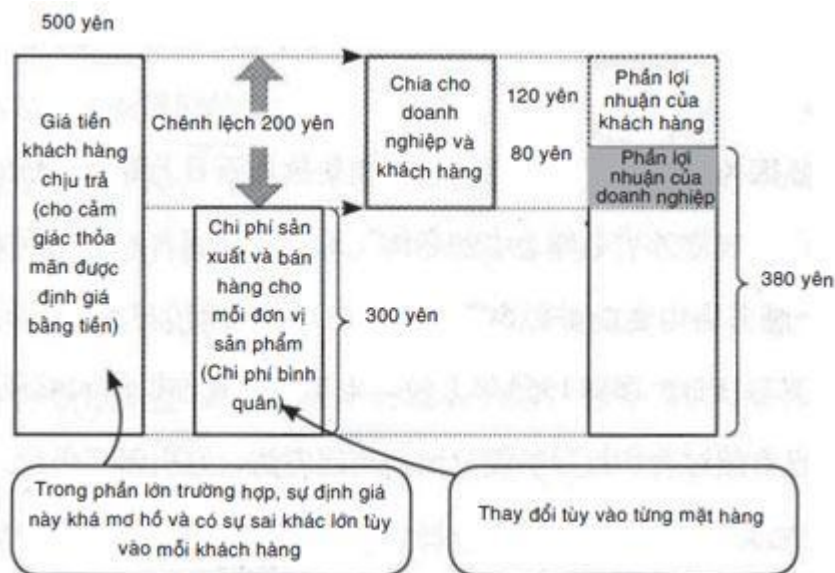 500 yên
Giá tiền
khách hàng
chịu trả
(cho cảm
giác thỏa
mãn được
định giá
bằng tiền)
Chênh lệch 200 yên
Chi phí sản
xuất và bán
hàng cho
mỗi đơn vị
sản phẩm
(Chi phí bình
quân)
300 yên
Chia cho
doanh
nghiệp và
khách hàng
120 yên
80 yên
Phần lợi
nhuận của
khách hàng
Phần lợi
nhuận của
doanh nghiệp
380 yên
Trong phần lớn trường hợp, sự định giá
này khá mơ hồ và có sự sai khác lớn tùy
vào mỗi khách hàng
Thay đổi tùy vào từng mặt hàng